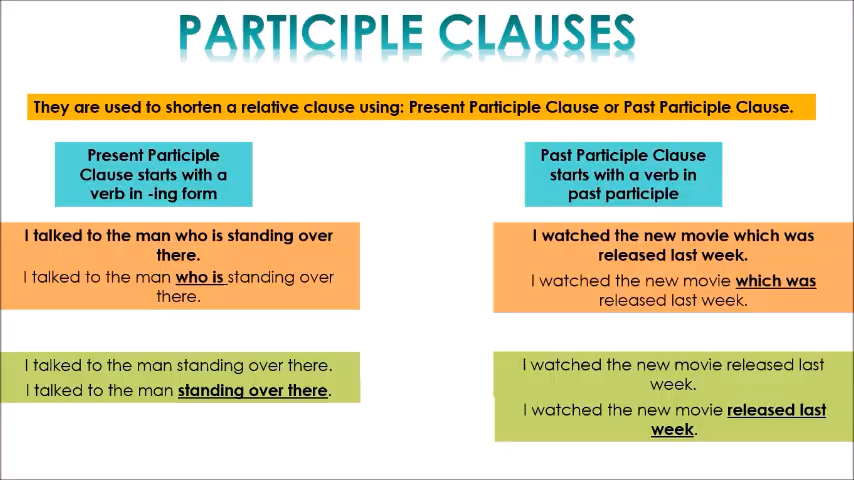 PARTICIPLE CLAUSES
They are used to shorten a relative clause using: Present Participle Clause or Past Participle Clause.
Present Participle
Clause starts with a
verb in -ing form
I talked to the man who is standing over
there.
I talked to the man who is standing over
there.
I talked to the man standing over there.
I talked to the man standing over there.
Past Participle Clause
starts with a verb in
past participle
I watched the new movie which was
released last week.
I watched the new movie which was
released last week.
I watched the new movie released last
week.
I watched the new movie released last
week.